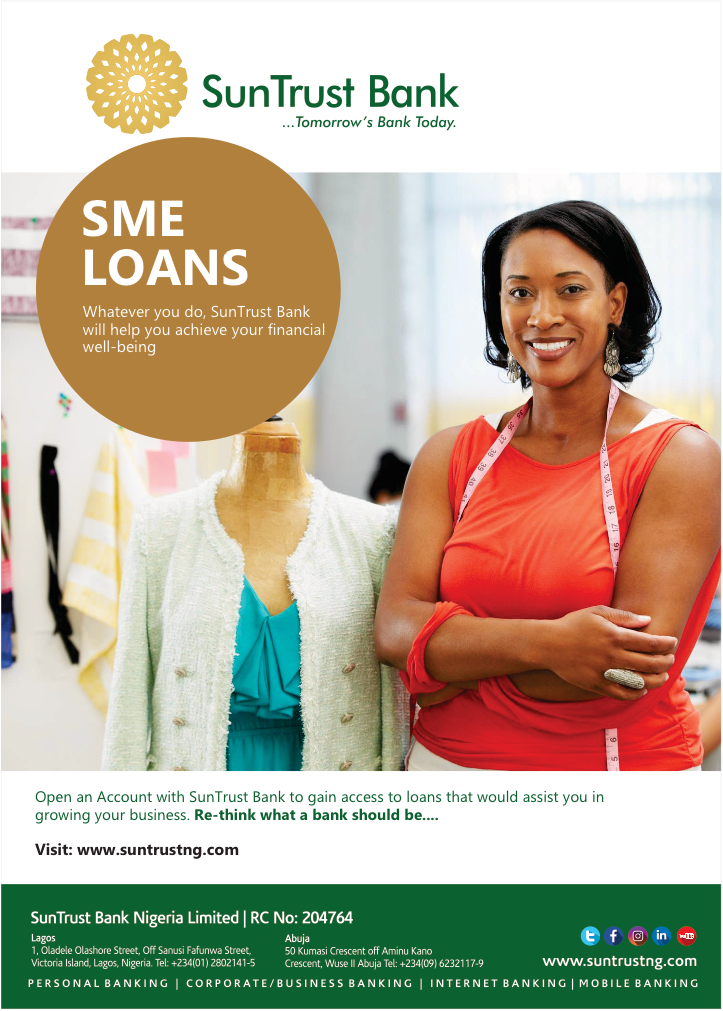 SunTrust Bank
...Tomorrow's Bank Today.
SME
LOANS
Whatever you do, SunTrust Bank
will help you achieve your financial
well-being
Open an Account with SunTrust Bank to gain access to loans that would assist you in
growing your business. Re-think what a bank should be....
Visit: www.suntrustng.com
SunTrust Bank Nigeria Limited | RC No: 204764
Lagos
1, Oladele Olashore Street, Off Sanusi Fafunwa Street,
Victoria Island, Lagos, Nigeria. Tel: +234(01) 2802141-5
Abuja
50 Kumasi Crescent off Aminu Kano
Crescent, Wuse II Abuja Tel: +234(09) 6232117-9
www.suntrustng.com
PERSONAL BANKING | CORPORATE/BUSINESS BANKING | INTERNET BANKING | MOBILE BANKING